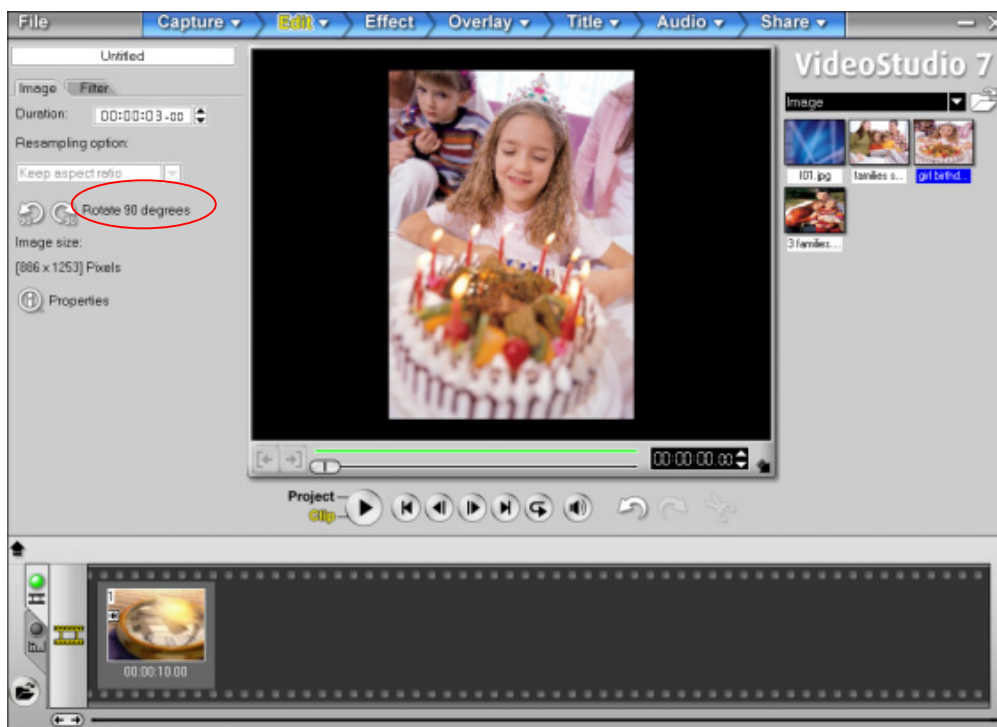 File Capture Edit Effect Overlay Title Audio Share
Untitled
VideoStudio 7
Image Filter
Image
Duration: 00:00:03.00
Resampling option:
Keep aspect ratio
101.jpg families s... girl birthd...
Rotate 90 degrees
Image size:
3 families...
[886 x 1253] Pixels
Properties
00:00:00.00
Project
Clip
1
00:00:10.00